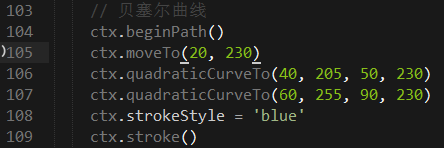 103 // 贝塞尔曲线
104 ctx.beginPath()
105 ctx.moveTo(20, 230)
106 ctx.quadraticCurveTo(40, 205, 50, 230)
107 ctx.quadraticCurveTo(60, 255, 90, 230)
108 ctx.strokeStyle = 'blue'
109 ctx.stroke()